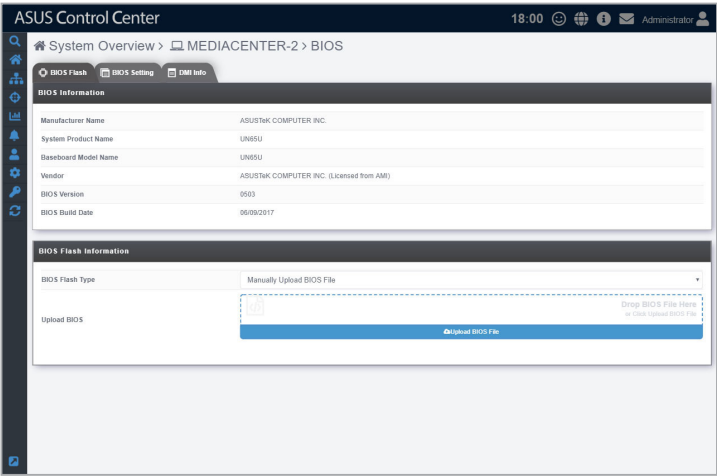 ASUS Control Center
18:00
Administrator
System Overview > MEDIACENTER-2 > BIOS
BIOS Flash BIOS Setting DMI Info
BIOS Information
Manufacturer Name ASUSTeK COMPUTER INC.
System Product Name UN65U
Baseboard Model Name UN65U
Vendor ASUSTeK COMPUTER INC. (Licensed from AMI)
BIOS Version 0503
BIOS Build Date 06/09/2017
BIOS Flash Information
BIOS Flash Type Manually Upload BIOS File
Drop BIOS File Here
or Click Upload BIOS File
Upload BIOS
Upload BIOS File